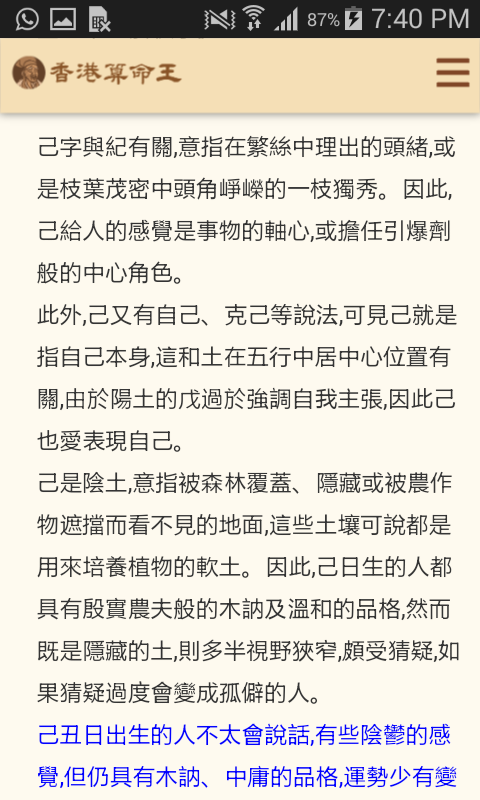 87% 7:40 PM
香港算命王
己字與紀有關,意指在繁絲中理出的頭緒,或
是枝葉茂密中頭角崢嶸的一枝獨秀。因此,
己給人的感覺是事物的軸心,或擔任引爆劑
般的中心角色。
此外,己又有自己、克己等說法,可見己就是
指自己本身,這和土在五行中居中心位置有
關,由於陽土的戊過於強調自我主張,因此己
也愛表現自己。
己是陰土,意指被森林覆蓋、隱藏或被農作
物遮擋而看不見的地面,這些土壤可說都是
用來培養植物的軟土。因此,己日生的人都
具有殷實農夫般的木訥及溫和的品格,然而
既是隱藏的土,則多半視野狹窄,頗受猜疑,如
果猜疑過度會變成孤僻的人。
己丑日出生的人不太會說話,有些陰鬱的感
覺,但仍具有木訥、中庸的品格,運勢少有變